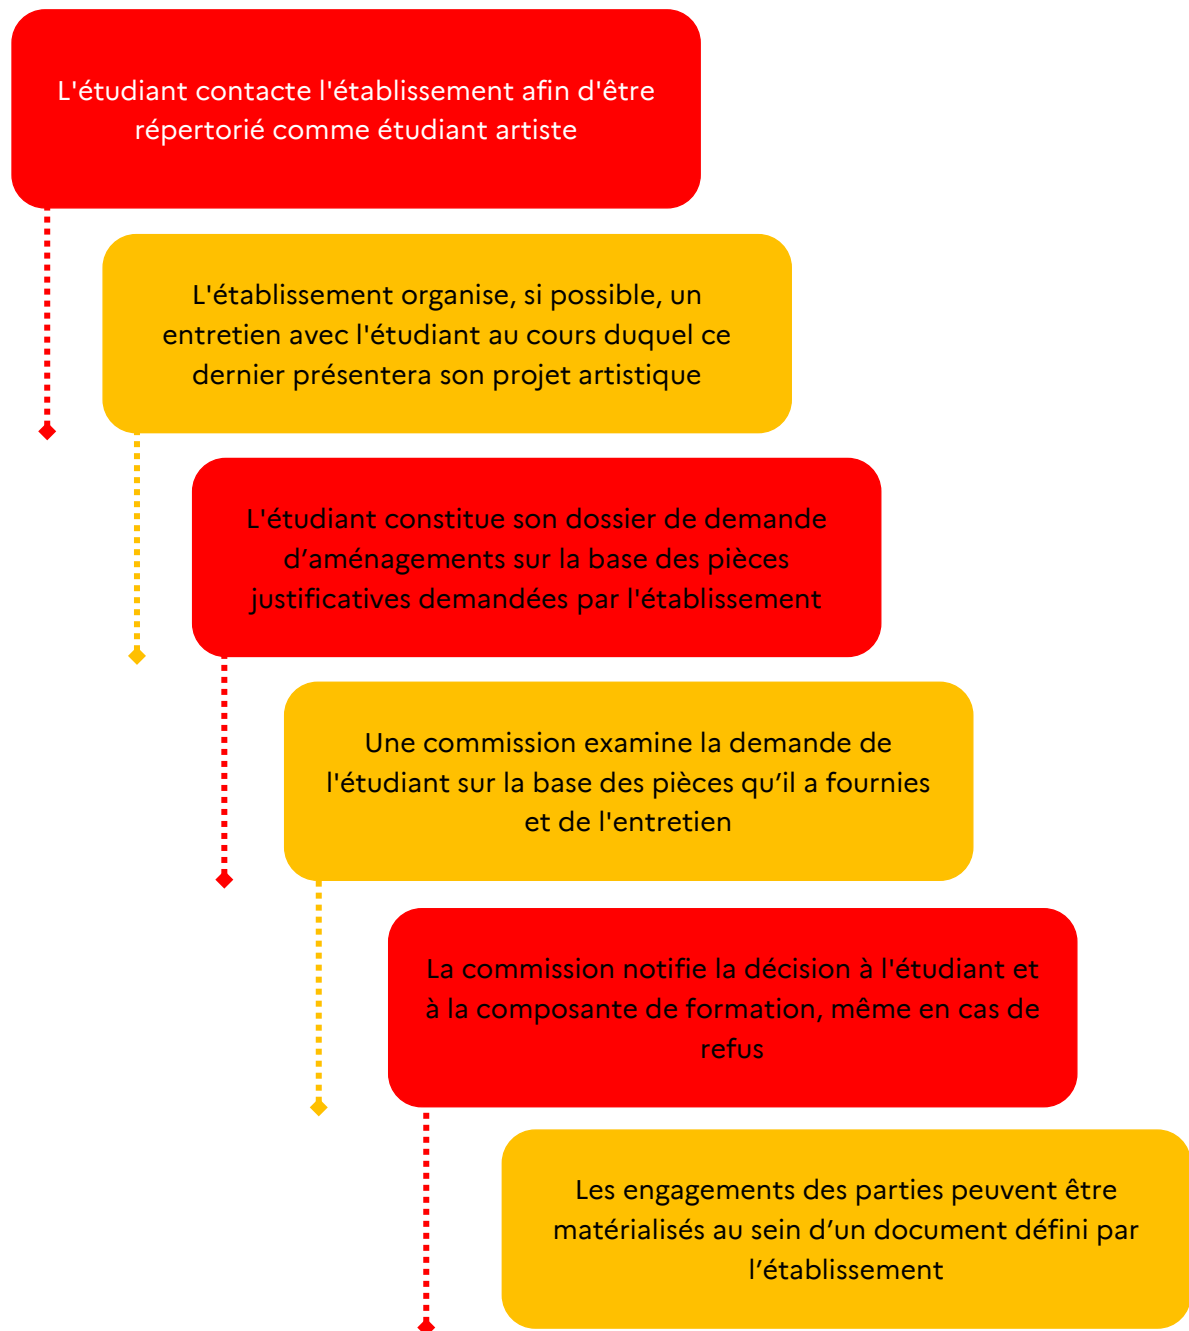 L'étudiant contacte l'établissement afin d'être
répertorié comme étudiant artiste
L'établissement organise, si possible, un
entretien avec l'étudiant au cours duquel ce
dernier présentera son projet artistique
L'étudiant constitue son dossier de demande
d’aménagements sur la base des pièces
justificatives demandées par l'établissement
Une commission examine la demande de
l'étudiant sur la base des pièces qu’il a fournies
et de l'entretien
La commission notifie la décision à l'étudiant et
à la composante de formation, même en cas de
refus
Les engagements des parties peuvent être
matérialisés au sein d’un document défini par
l’établissement